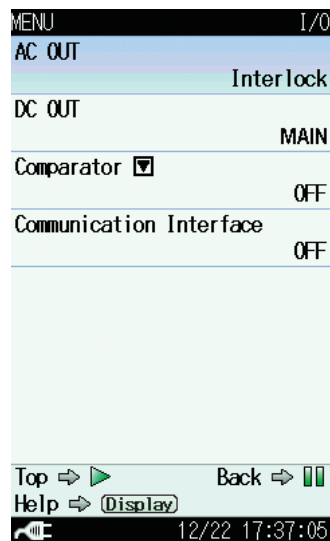 MENU I/O
AC OUT
Interlock
DC OUT
MAIN
Comparator ▼
OFF
Communication Interface
OFF
Top ⇨ ▷ Back ⇨ ▯▯
Help ⇨ (Display)
12/22 17:37:05